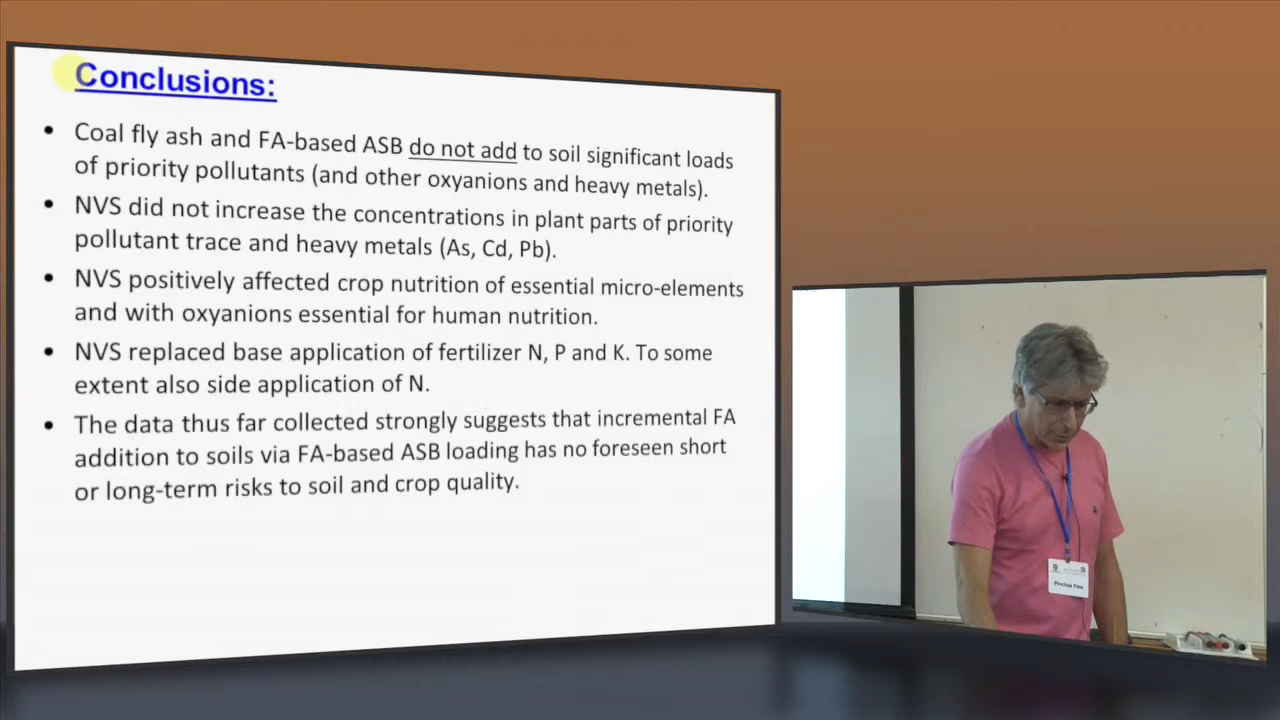 Conclusions:
• Coal fly ash and FA-based ASB do not add to soil significant loads
of priority pollutants (and other oxyanions and heavy metals).
• NVS did not increase the concentrations in plant parts of priority
pollutant trace and heavy metals (As, Cd, Pb).
• NVS positively affected crop nutrition of essential micro-elements
and with oxyanions essential for human nutrition.
• NVS replaced base application of fertilizer N, P and K. To some
extent also side application of N.
• The data thus far collected strongly suggests that incremental FA
addition to soils via FA-based ASB loading has no foreseen short
or long-term risks to soil and crop quality.
Pinchas Fine